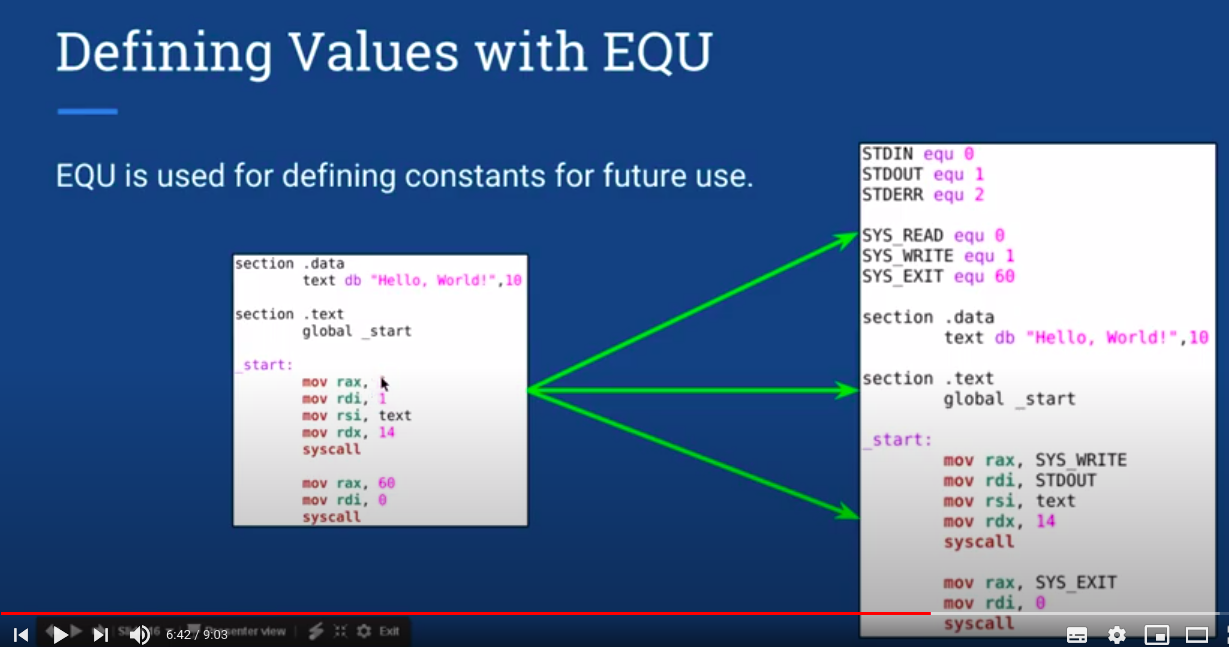 Defining Values with EQU
EQU is used for defining constants for future use.
section .data
text db "Hello, World!",10
section .text
global _start
_start:
mov rax,
mov rdi, 1
mov rsi, text
mov rdx, 14
syscall
mov rax, 60
mov rdi, 0
syscall
STDIN equ 0
STDOUT equ 1
STDERR equ 2
SYS_READ equ 0
SYS_WRITE equ 1
SYS_EXIT equ 60
section .data
text db "Hello, World!",10
section .text
global _start
_start:
mov rax, SYS_WRITE
mov rdi, STDOUT
mov rsi, text
mov rdx, 14
syscall
mov rax, SYS_EXIT
mov rdi, 0
syscall
6:42 / 9:03
Presenter view
Exit